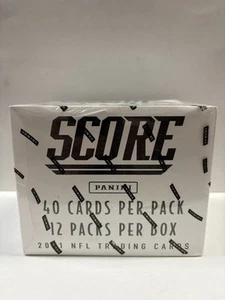 SCORE
PANINI
40 CARDS PER PACK
12 PACKS PER BOX
2021 NFL TRADING CARDS